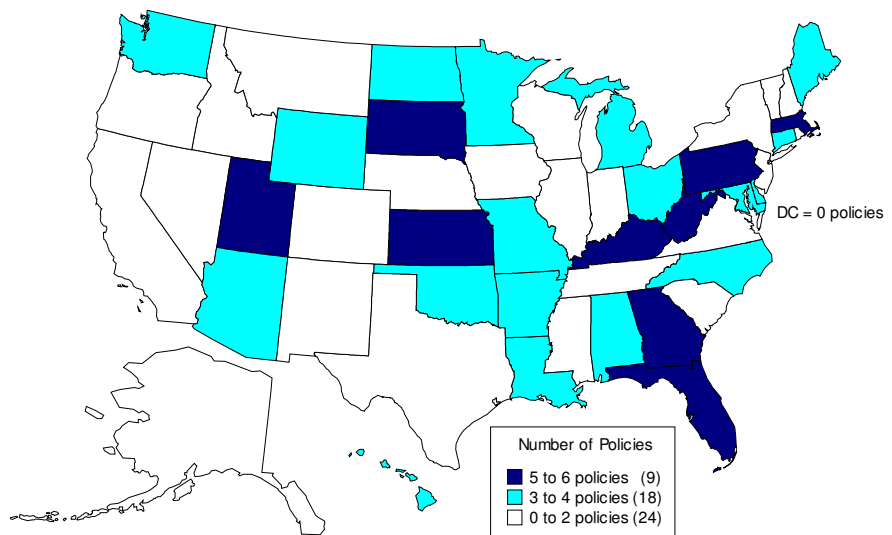 DC = 0 policies
Number of Policies
5 to 6 policies (9)
3 to 4 policies (18)
0 to 2 policies (24)